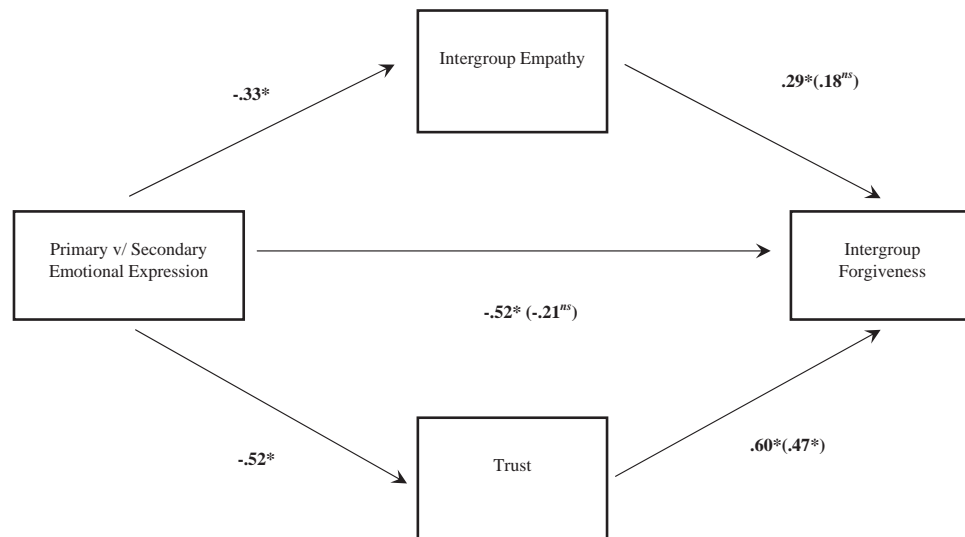 Intergroup Empathy
-.33*
.29*(.18ns)
Primary v/ Secondary
Emotional Expression
Intergroup
Forgiveness
-.52* (-.21ns)
-.52*
Trust
.60*(.47*)